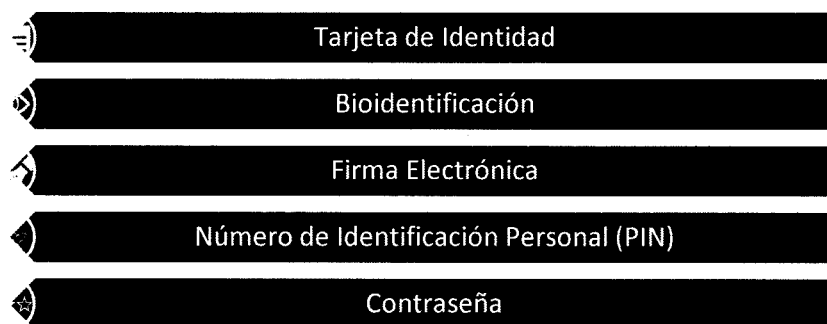 Tarjeta de Identidad
Bioidentificación
Firma Electrónica
Número de Identificación Personal (PIN)
Contraseña